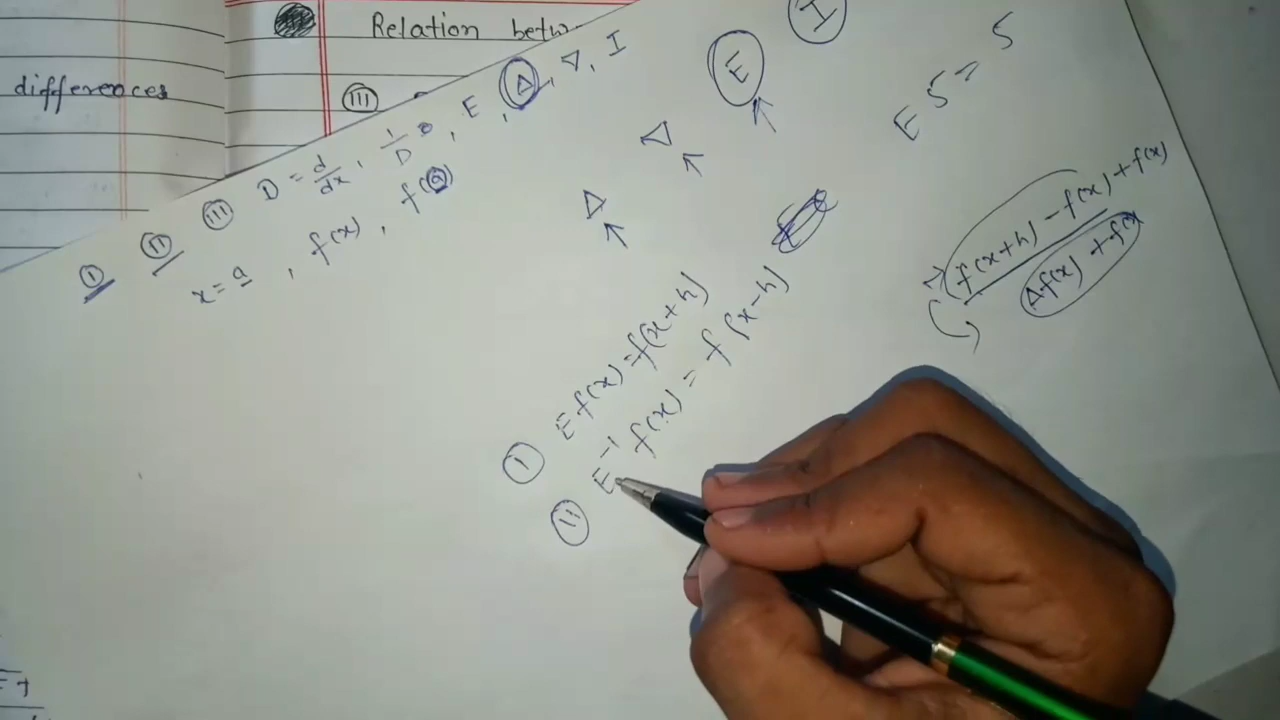 Relation betw
differences
III
I II III D = d/dx, 1/D, E, Δ, ∇, I
x = a, f(x), f(a)
Δ ∇ E I
E 5 = 5
f(x+h) - f(x) + f(x)
Δf(x) + f(x
I E f(x) = f(x+h)
II E⁻¹ f(x) = f(x-h)